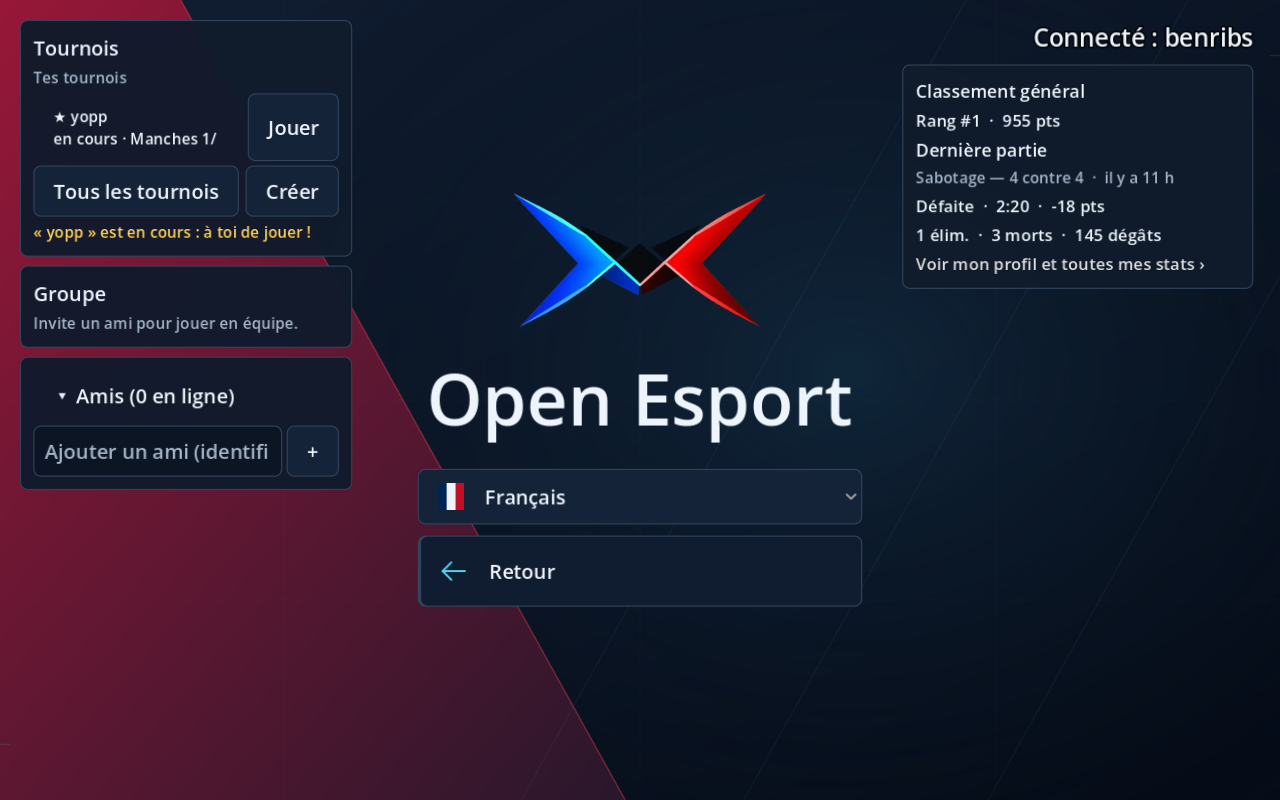 Tournois
Tes tournois
★ yopp
en cours · Manches 1/
Jouer
Tous les tournois
Créer
« yopp » est en cours : à toi de jouer !
Groupe
Invite un ami pour jouer en équipe.
Amis (0 en ligne)
Ajouter un ami (identifi
+
Open Esport
Français
Retour
Connecté : benribs
Classement général
Rang #1 · 955 pts
Dernière partie
Sabotage — 4 contre 4 · il y a 11 h
Défaite · 2:20 · -18 pts
1 élim. · 3 morts · 145 dégâts
Voir mon profil et toutes mes stats ›